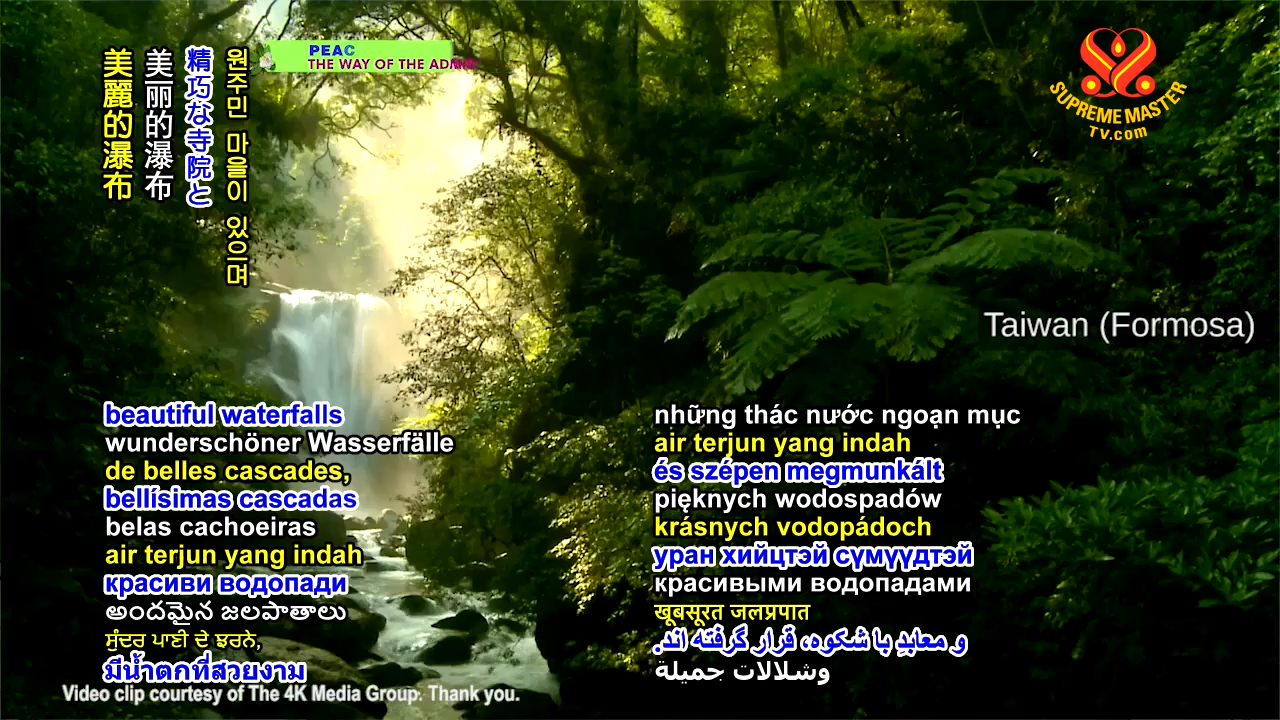 PEAC
THE WAY OF THE
SUPREME MASTER
TV.com
원주민 마을이 있으며
精巧な寺院と
美丽的瀑布
美麗的瀑布
Taiwan (Formosa)
beautiful waterfalls
wunderschöner Wasserfälle
de belles cascades,
bellísimas cascadas
belas cachoeiras
air terjun yang indah
красиви водопади
అందమైన జలపాతాలు
ਸੁੰਦਰ ਪਾਣੀ ਦੇ ਝਰਨੇ,
มีน้ำตกที่สวยงาม
những thác nước ngoạn mục
air terjun yang indah
és szépen megmunkált
pięknych wodospadów
krásnych vodopádoch
уран хийцтэй сүмүүдтэй
красивыми водопадами
खूबसूरत जलप्रपात
و معابدِ با شکوه، قرار گرفته اند.
وشلالات جميلة
Video clip courtesy of The 4K Media Group. Thank you.